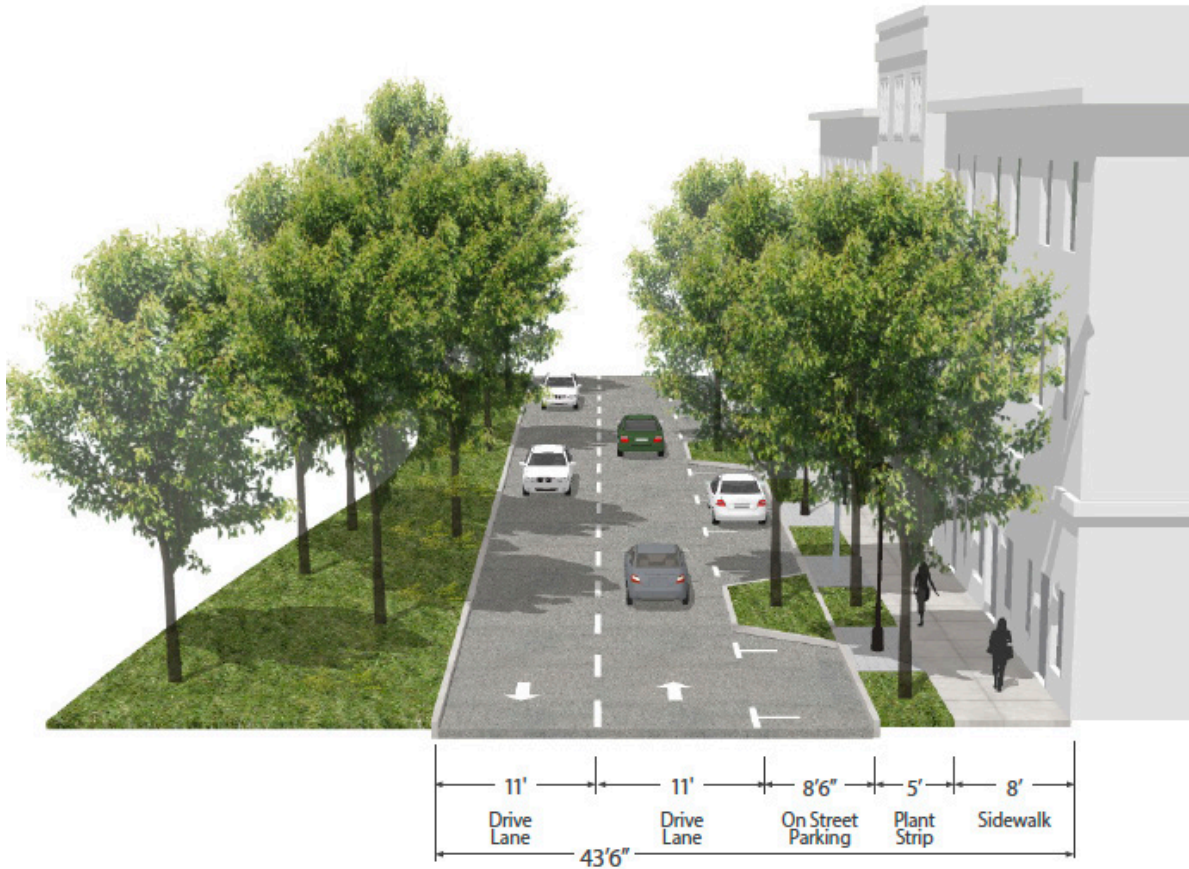 11' 11' 8'6" 5' 8'
Drive Drive On Street Plant Sidewalk
Lane Lane Parking Strip
43'6"